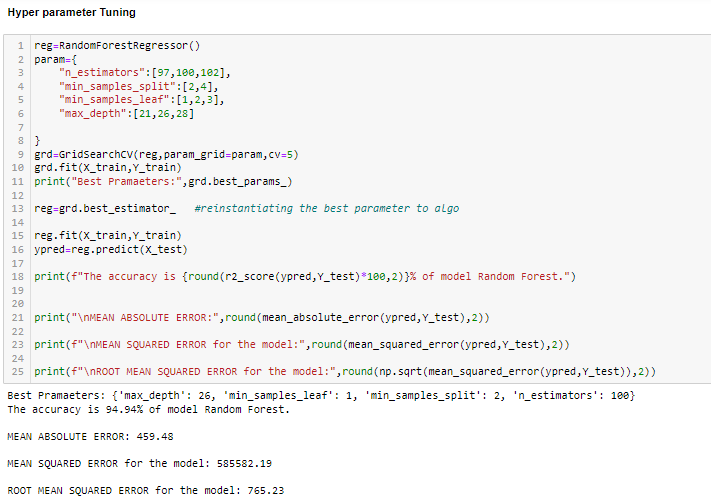 Hyper parameter Tuning
1 reg=RandomForestRegressor()
2 param={
3 "n_estimators":[97,100,102],
4 "min_samples_split":[2,4],
5 "min_samples_leaf":[1,2,3],
6 "max_depth":[21,26,28]
7
8 }
9 grd=GridSearchCV(reg,param_grid=param,cv=5)
10 grd.fit(X_train,Y_train)
11 print("Best Pramaeters:",grd.best_params_)
12
13 reg=grd.best_estimator_ #reinstantiating the best parameter to algo
14
15 reg.fit(X_train,Y_train)
16 ypred=reg.predict(X_test)
17
18 print(f"The accuracy is {round(r2_score(ypred,Y_test)*100,2)}% of model Random Forest.")
19
20
21 print("\nMEAN ABSOLUTE ERROR:",round(mean_absolute_error(ypred,Y_test),2))
22
23 print(f"\nMEAN SQUARED ERROR for the model:",round(mean_squared_error(ypred,Y_test),2))
24
25 print(f"\nROOT MEAN SQUARED ERROR for the model:",round(np.sqrt(mean_squared_error(ypred,Y_test)),2))
Best Pramaeters: {'max_depth': 26, 'min_samples_leaf': 1, 'min_samples_split': 2, 'n_estimators': 100}
The accuracy is 94.94% of model Random Forest.
MEAN ABSOLUTE ERROR: 459.48
MEAN SQUARED ERROR for the model: 585582.19
ROOT MEAN SQUARED ERROR for the model: 765.23